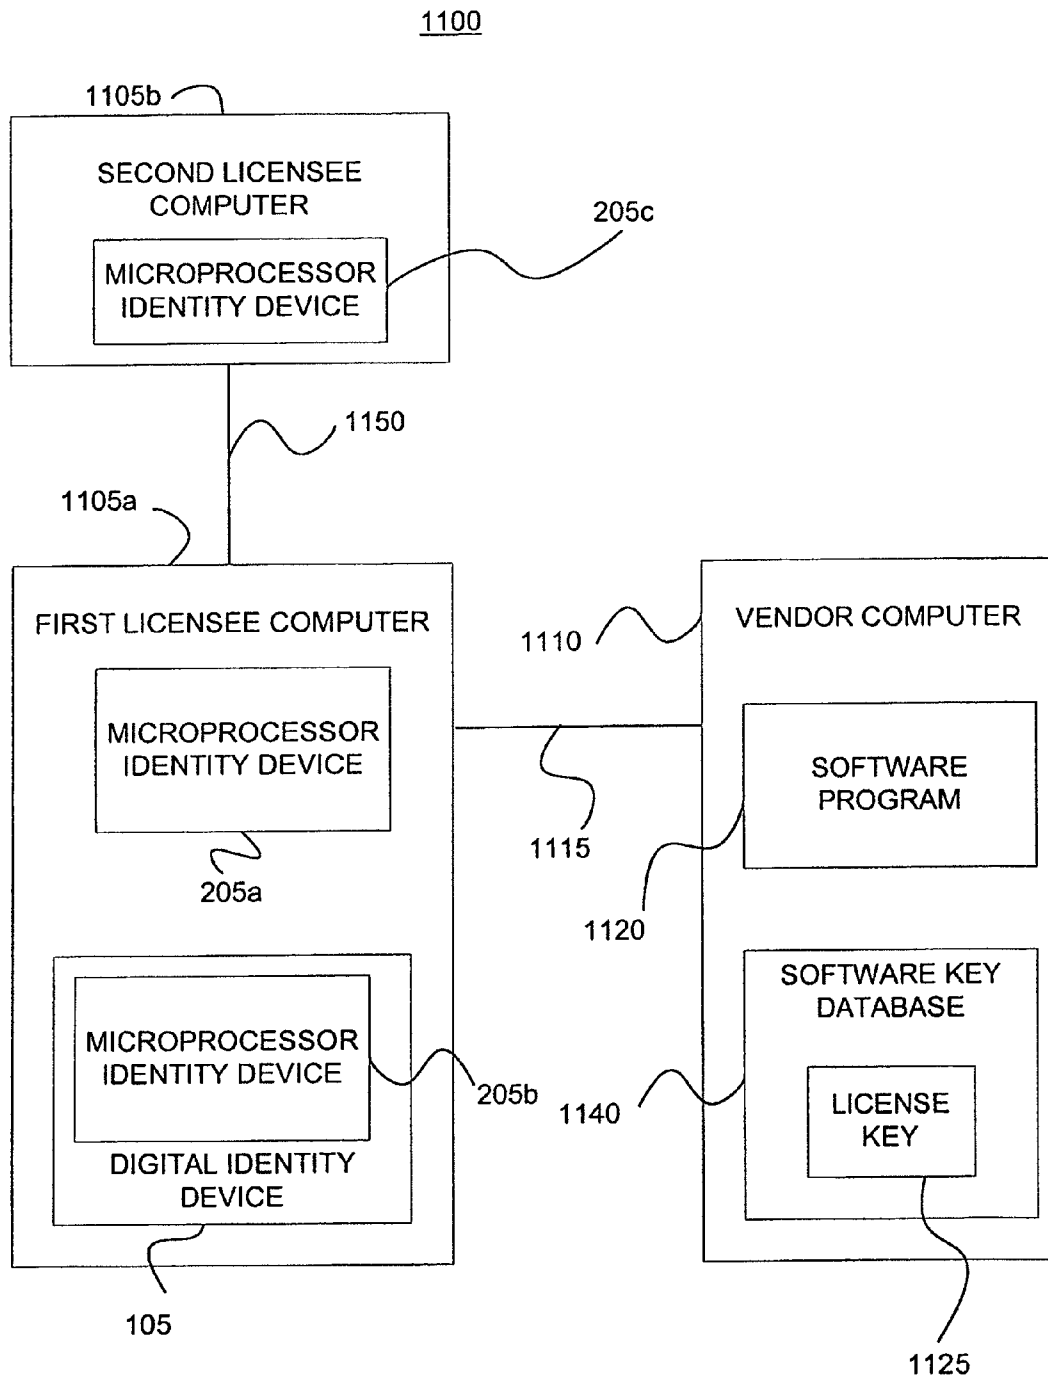 1100
1105b
SECOND LICENSEE
COMPUTER
205c
MICROPROCESSOR
IDENTITY DEVICE
1150
1105a
FIRST LICENSEE COMPUTER
1110
VENDOR COMPUTER
MICROPROCESSOR
IDENTITY DEVICE
SOFTWARE
PROGRAM
1115
205a
1120
SOFTWARE KEY
DATABASE
MICROPROCESSOR
IDENTITY DEVICE
205b
1140
LICENSE
KEY
DIGITAL IDENTITY
DEVICE
105
1125